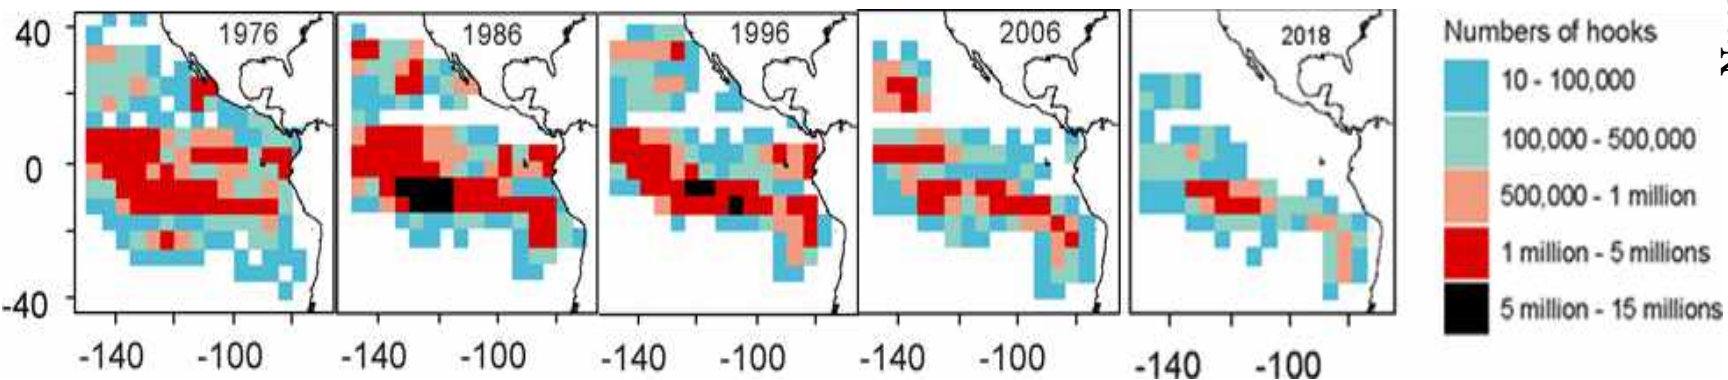 1976
1986
1996
2006
2018
40
0
-40
-140 -100
-140 -100
-140 -100
-140 -100
-140 -100
Numbers of hooks
10 - 100,000
100,000 - 500,000
500,000 - 1 million
1 million - 5 millions
5 million - 15 millions